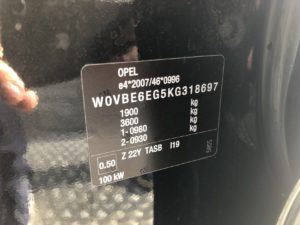 OPEL
e4*2007/46*0996
W0VBE6EG5KG318697
1900 kg
3600 kg
1-0960 kg
2-0930 kg
0.50 Z 22Y TASB I19
100 kW